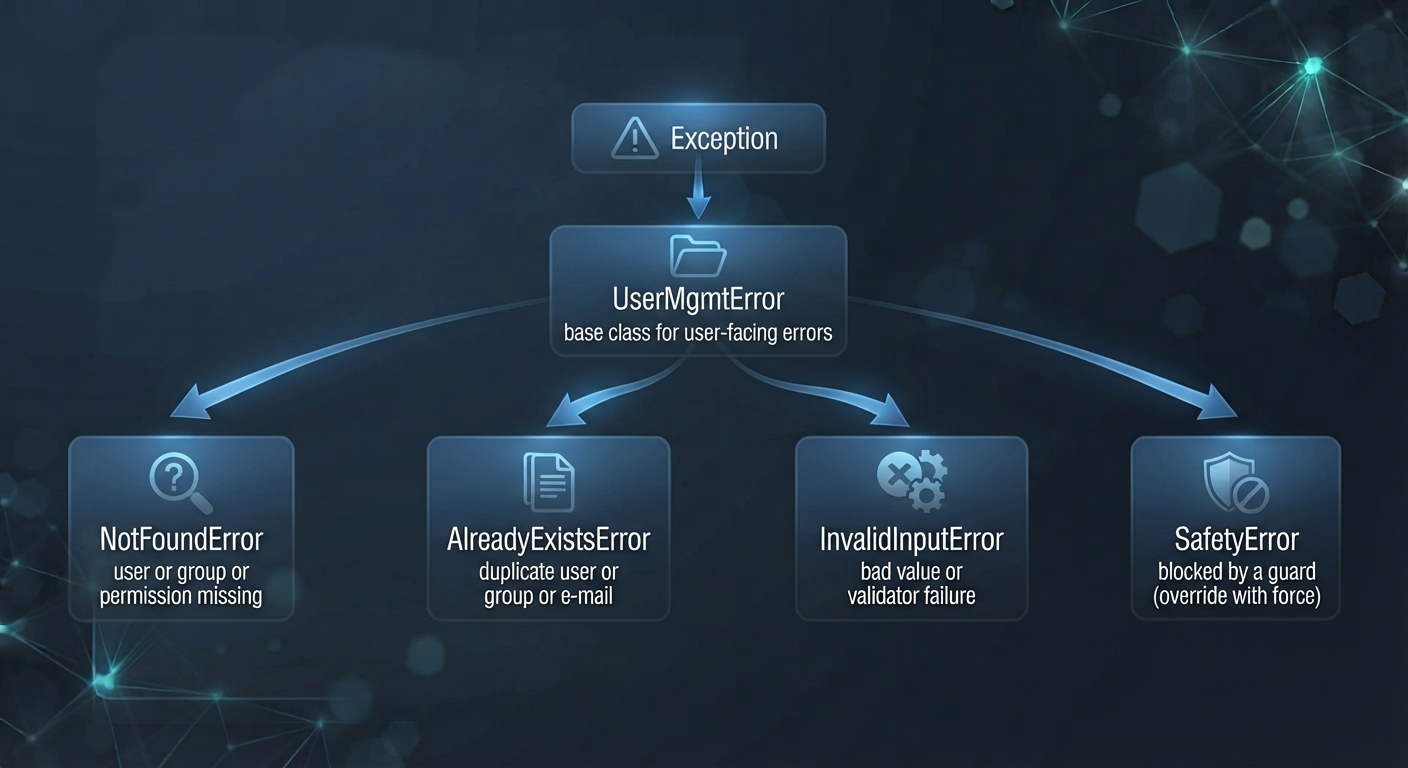 Exception
UserMgmtError
base class for user-facing errors
NotFoundError
user or group or
permission missing
AlreadyExistsError
duplicate user or
group or e-mail
InvalidInputError
bad value or
validator failure
SafetyError
blocked by a guard
(override with force)